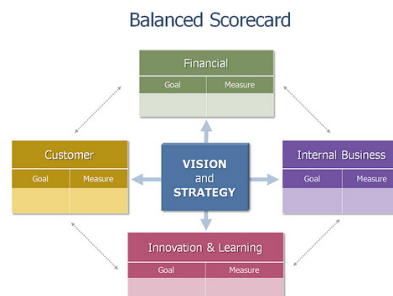 Balanced Scorecard
Financial
Goal Measure
Customer
Goal Measure
VISION
and
STRATEGY
Internal Business
Goal Measure
Innovation & Learning
Goal Measure